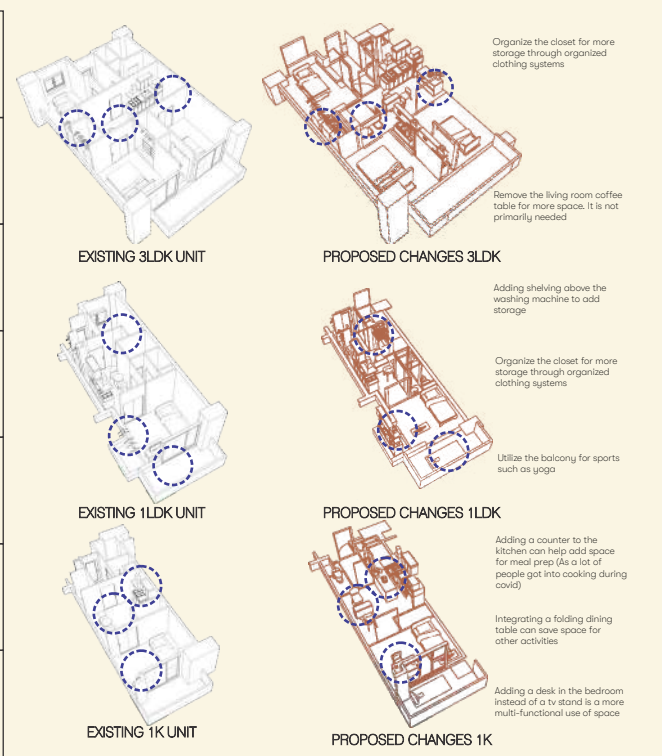 Organize the closet for more
storage through organized
clothing systems
Remove the living room coffee
table for more space. It is not
primarily needed
EXISTING 3LDK UNIT
PROPOSED CHANGES 3LDK
Adding shelving above the
washing machine to add
storage
Organize the closet for more
storage through organized
clothing systems
Utilize the balcony for sports
such as yoga
EXISTING 1LDK UNIT
PROPOSED CHANGES 1LDK
Adding a counter to the
kitchen can help add space
for meal prep (As a lot of
people got into cooking during
covid)
Integrating a folding dining
table can save space for
other activities
Adding a desk in the bedroom
instead of a tv stand is a more
multi-functional use of space
EXISTING 1K UNIT
PROPOSED CHANGES 1K